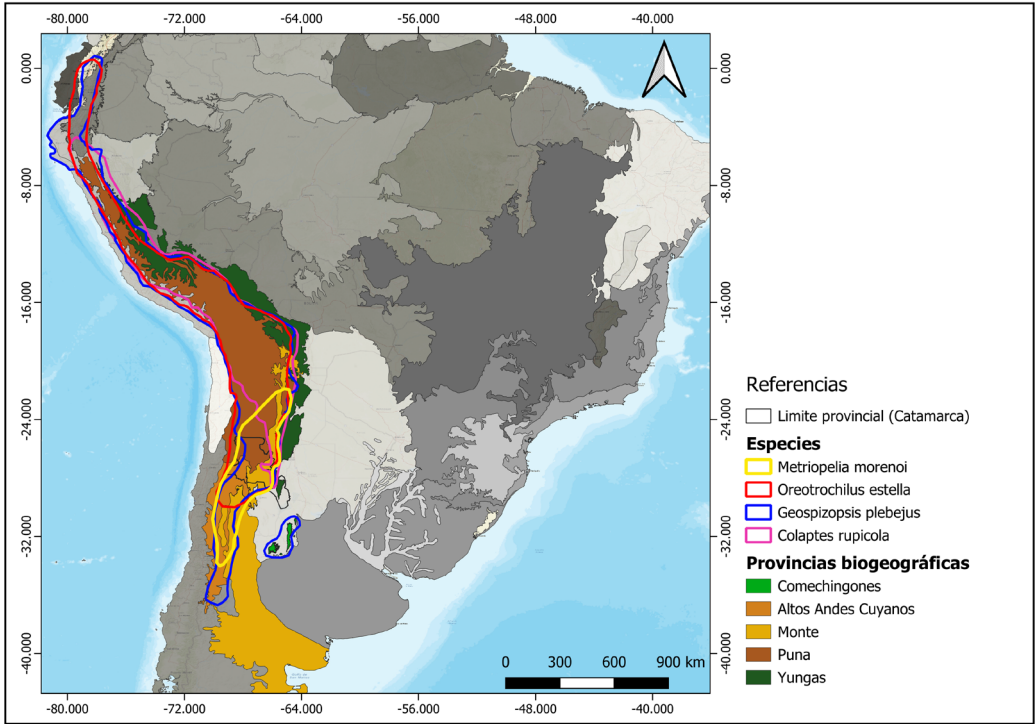 -80.000 -72.000 -64.000 -56.000 -48.000 -40.000
0.000 0.000
-8.000 -8.000
-16.000 -16.000
-24.000 -24.000
-32.000 -32.000
-40.000 -40.000
Referencias
Limite provincial (Catamarca)
Especies
Metriopelia morenoi
Oreotrochilus estella
Geospizopsis plebejus
Colaptes rupicola
Provincias biogeográficas
Comechingones
Altos Andes Cuyanos
Monte
Puna
Yungas
0 300 600 900 km
-80.000 -72.000 -64.000 -56.000 -48.000 -40.000